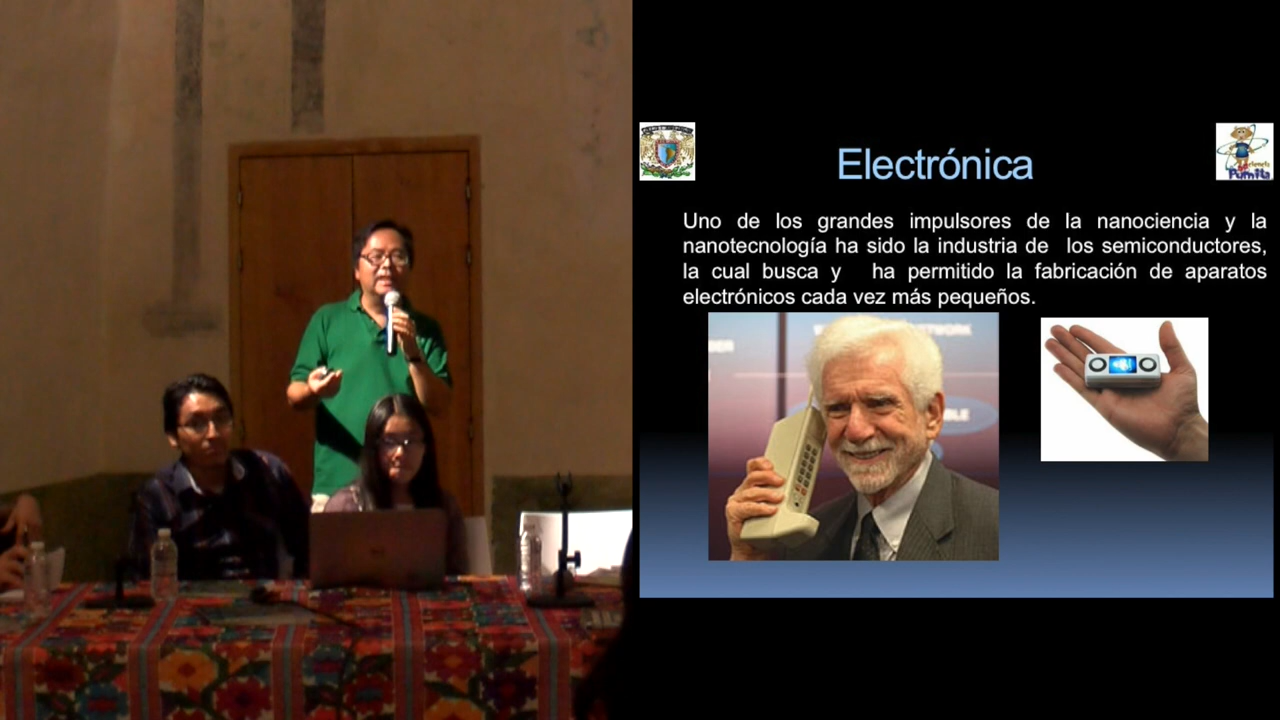 Electrónica
Pumita
Uno de los grandes impulsores de la nanociencia y la
nanotecnología ha sido la industria de los semiconductores,
la cual busca y ha permitido la fabricación de aparatos
electrónicos cada vez más pequeños.